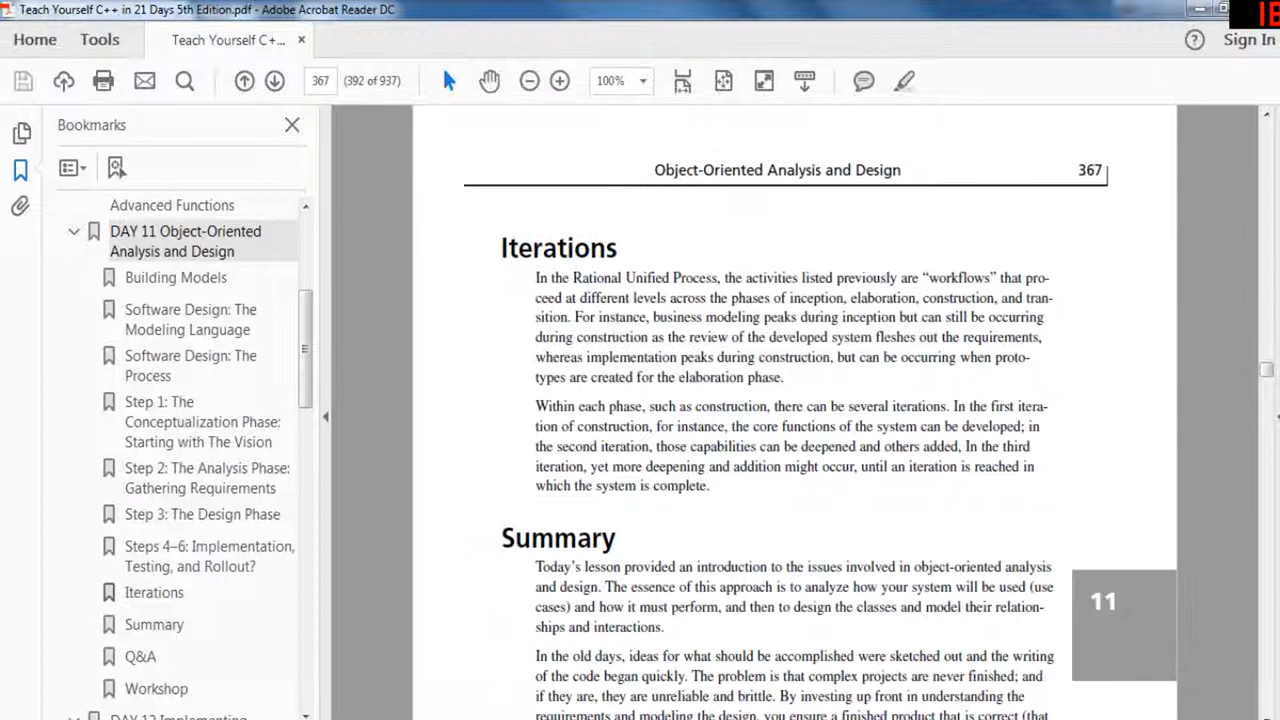 Teach Yourself C++ in 21 Days 5th Edition.pdf - Adobe Acrobat Reader DC
Home
Tools
Teach Yourself C+...
Sign In
367
(392 of 937)
100%
Bookmarks
Advanced Functions
DAY 11 Object-Oriented
Analysis and Design
Building Models
Software Design: The
Modeling Language
Software Design: The
Process
Step 1: The
Conceptualization Phase:
Starting with The Vision
Step 2: The Analysis Phase:
Gathering Requirements
Step 3: The Design Phase
Steps 4–6: Implementation,
Testing, and Rollout?
Iterations
Summary
Q&A
Workshop
DAY 12 Implementing
Object-Oriented Analysis and Design 367
Iterations
In the Rational Unified Process, the activities listed previously are “workflows” that pro-
ceed at different levels across the phases of inception, elaboration, construction, and tran-
sition. For instance, business modeling peaks during inception but can still be occurring
during construction as the review of the developed system fleshes out the requirements,
whereas implementation peaks during construction, but can be occurring when proto-
types are created for the elaboration phase.
Within each phase, such as construction, there can be several iterations. In the first itera-
tion of construction, for instance, the core functions of the system can be developed; in
the second iteration, those capabilities can be deepened and others added, In the third
iteration, yet more deepening and addition might occur, until an iteration is reached in
which the system is complete.
Summary
Today’s lesson provided an introduction to the issues involved in object-oriented analysis
and design. The essence of this approach is to analyze how your system will be used (use
cases) and how it must perform, and then to design the classes and model their relation-
ships and interactions.
11
In the old days, ideas for what should be accomplished were sketched out and the writing
of the code began quickly. The problem is that complex projects are never finished; and
if they are, they are unreliable and brittle. By investing up front in understanding the
requirements and modeling the design, you ensure a finished product that is correct (that